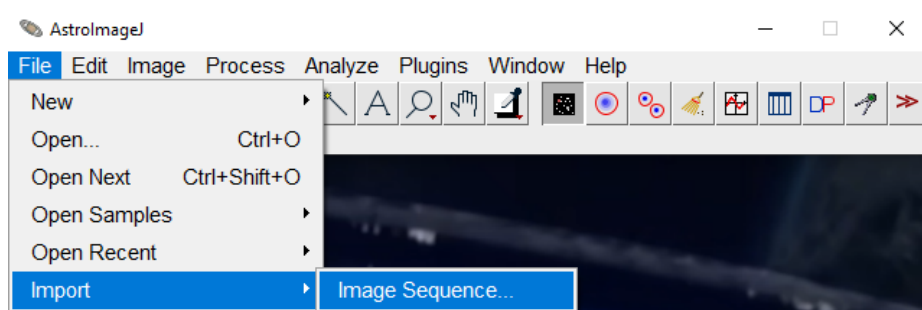 AstroImageJ
File Edit Image Process Analyze Plugins Window Help
New
A DP
Open... Ctrl+O
Open Next Ctrl+Shift+O
Open Samples
Open Recent
Import Image Sequence...